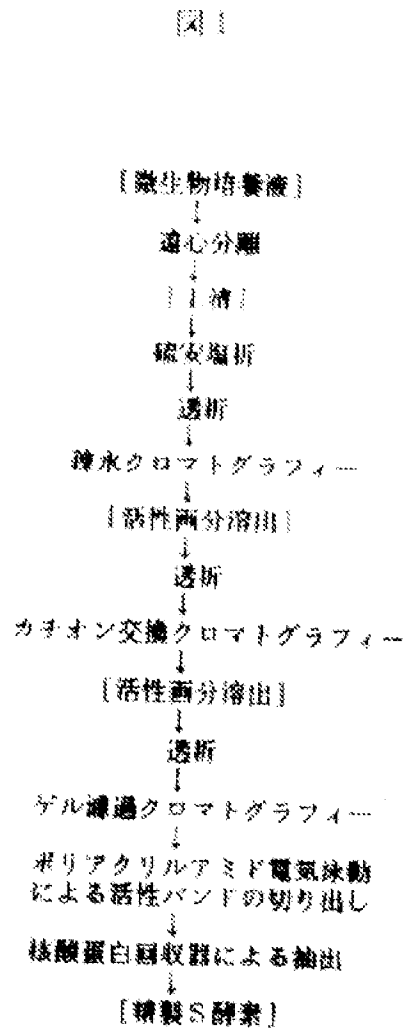 図 1
[微生物培養液]
↓
遠心分離
↓
[上清]
↓
硫安塩析
↓
透析
↓
疎水クロマトグラフィー
↓
[活性画分溶出]
↓
透析
↓
カチオン交換クロマトグラフィー
↓
[活性画分溶出]
↓
透析
↓
ゲル濾過クロマトグラフィー
↓
ポリアクリルアミド電気泳動
による活性バンドの切り出し
↓
核酸蛋白回収器による抽出
↓
[精製S酵素]